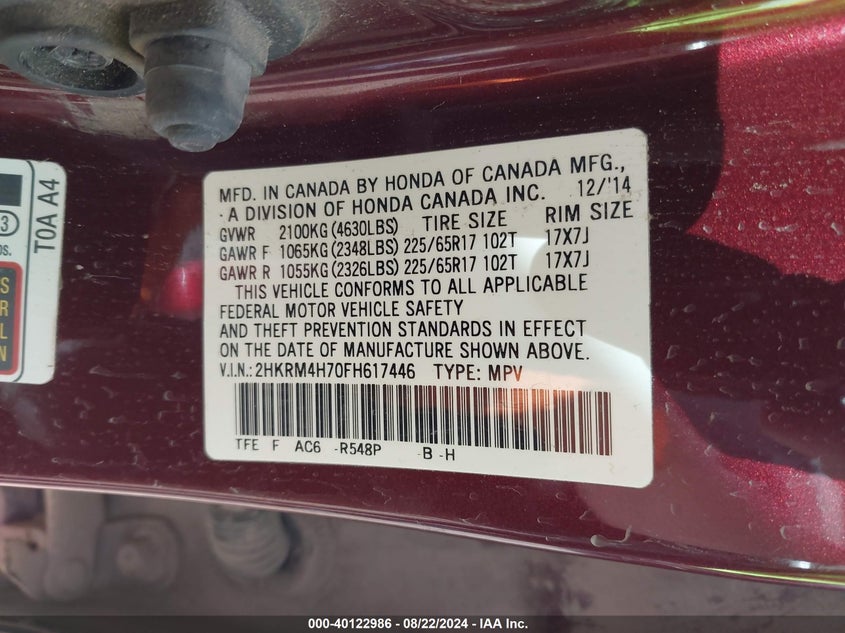 MFD. IN CANADA BY HONDA OF CANADA MFG.,
A DIVISION OF HONDA CANADA INC. 12/'14
GVWR 2100KG (4630LBS) TIRE SIZE RIM SIZE
GAWR F 1065KG (2348LBS) 225/65R17 102T 17X7J
GAWR R 1055KG (2326LBS) 225/65R17 102T 17X7J
THIS VEHICLE CONFORMS TO ALL APPLICABLE
FEDERAL MOTOR VEHICLE SAFETY
AND THEFT PREVENTION STANDARDS IN EFFECT
ON THE DATE OF MANUFACTURE SHOWN ABOVE.
V.I.N.: 2HKRM4H70FH617446 TYPE: MPV
TFE F AC6 -R548P -B -H
T0A A4
3
000-40122986 - 08/22/2024 - IAA Inc.